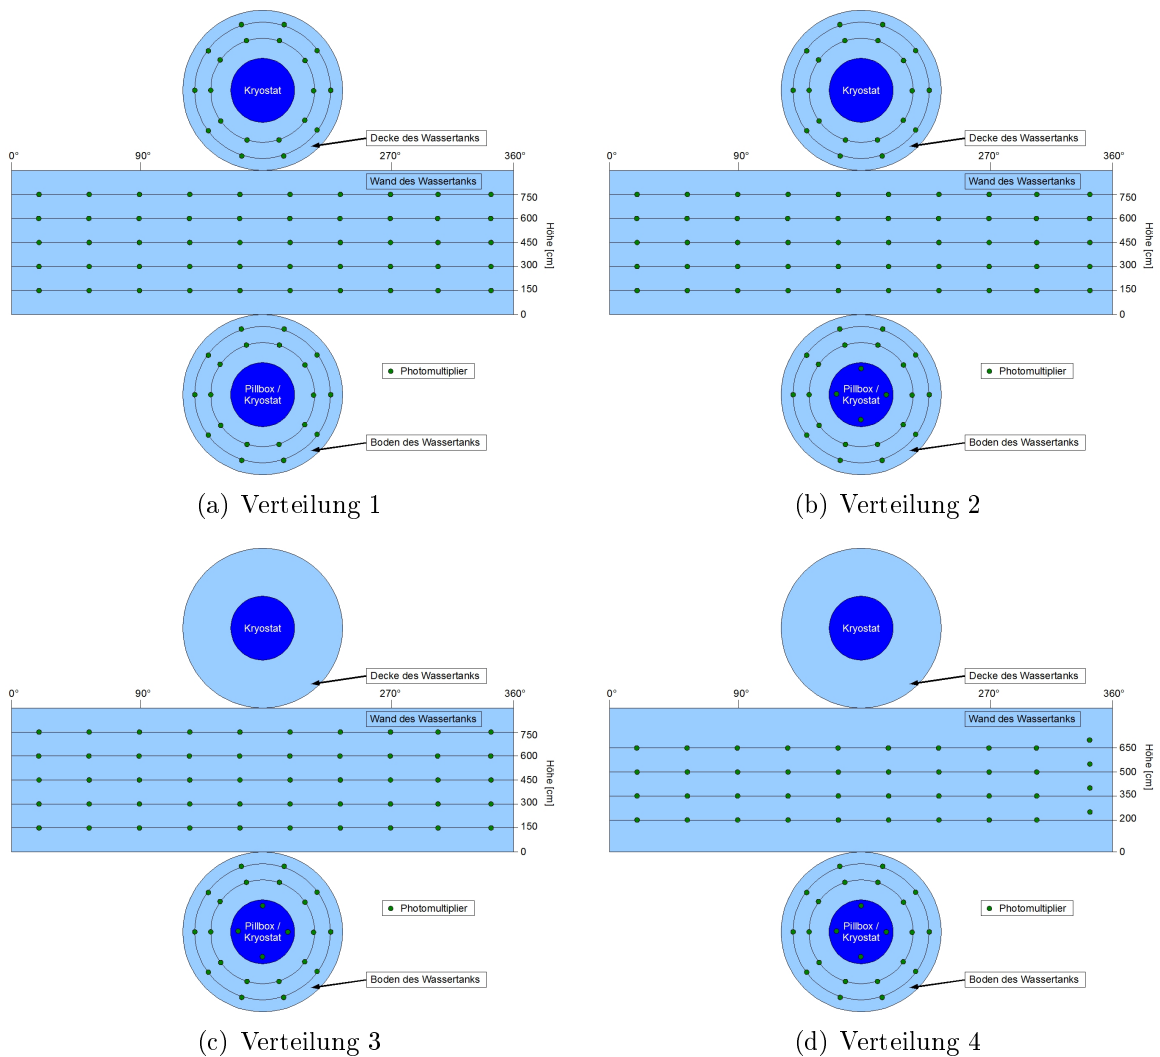 Kryostat
Decke des Wassertanks
0° 90° 270° 360°
Wand des Wassertanks
750
600
450
300
150
0
Höhe [cm]
Pillbox /
Kryostat
Photomultiplier
Boden des Wassertanks
(a) Verteilung 1
Kryostat
Decke des Wassertanks
0° 90° 270° 360°
Wand des Wassertanks
750
600
450
300
150
0
Höhe [cm]
Pillbox /
Kryostat
Photomultiplier
Boden des Wassertanks
(b) Verteilung 2
Kryostat
Decke des Wassertanks
0° 90° 270° 360°
Wand des Wassertanks
750
600
450
300
150
0
Höhe [cm]
Pillbox /
Kryostat
Photomultiplier
Boden des Wassertanks
(c) Verteilung 3
Kryostat
Decke des Wassertanks
0° 90° 270° 360°
Wand des Wassertanks
650
500
350
200
0
Höhe [cm]
Pillbox /
Kryostat
Photomultiplier
Boden des Wassertanks
(d) Verteilung 4